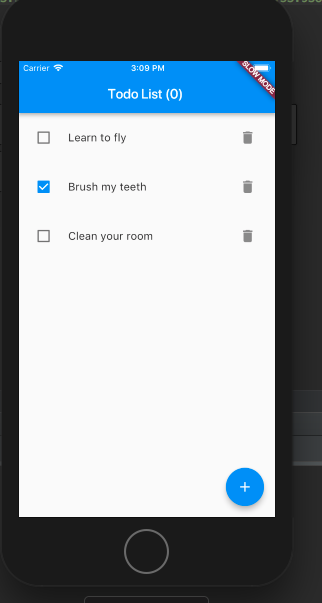 Carrier
3:09 PM
SLOW MODE
Todo List (0)
Learn to fly
Brush my teeth
Clean your room
+